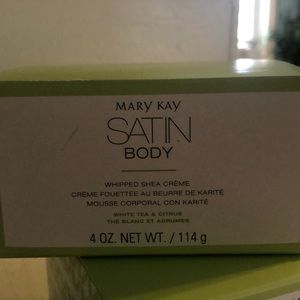 MARY KAY
SATIN
BODY
WHIPPED SHEA CRÈME
CRÈME FOUETTÉE AU BEURRE DE KARITÉ
MOUSSE CORPORAL CON KARITÉ
WHITE TEA & CITRUS
THÉ BLANC ET AGRUMES
4 OZ. NET WT. / 114 g